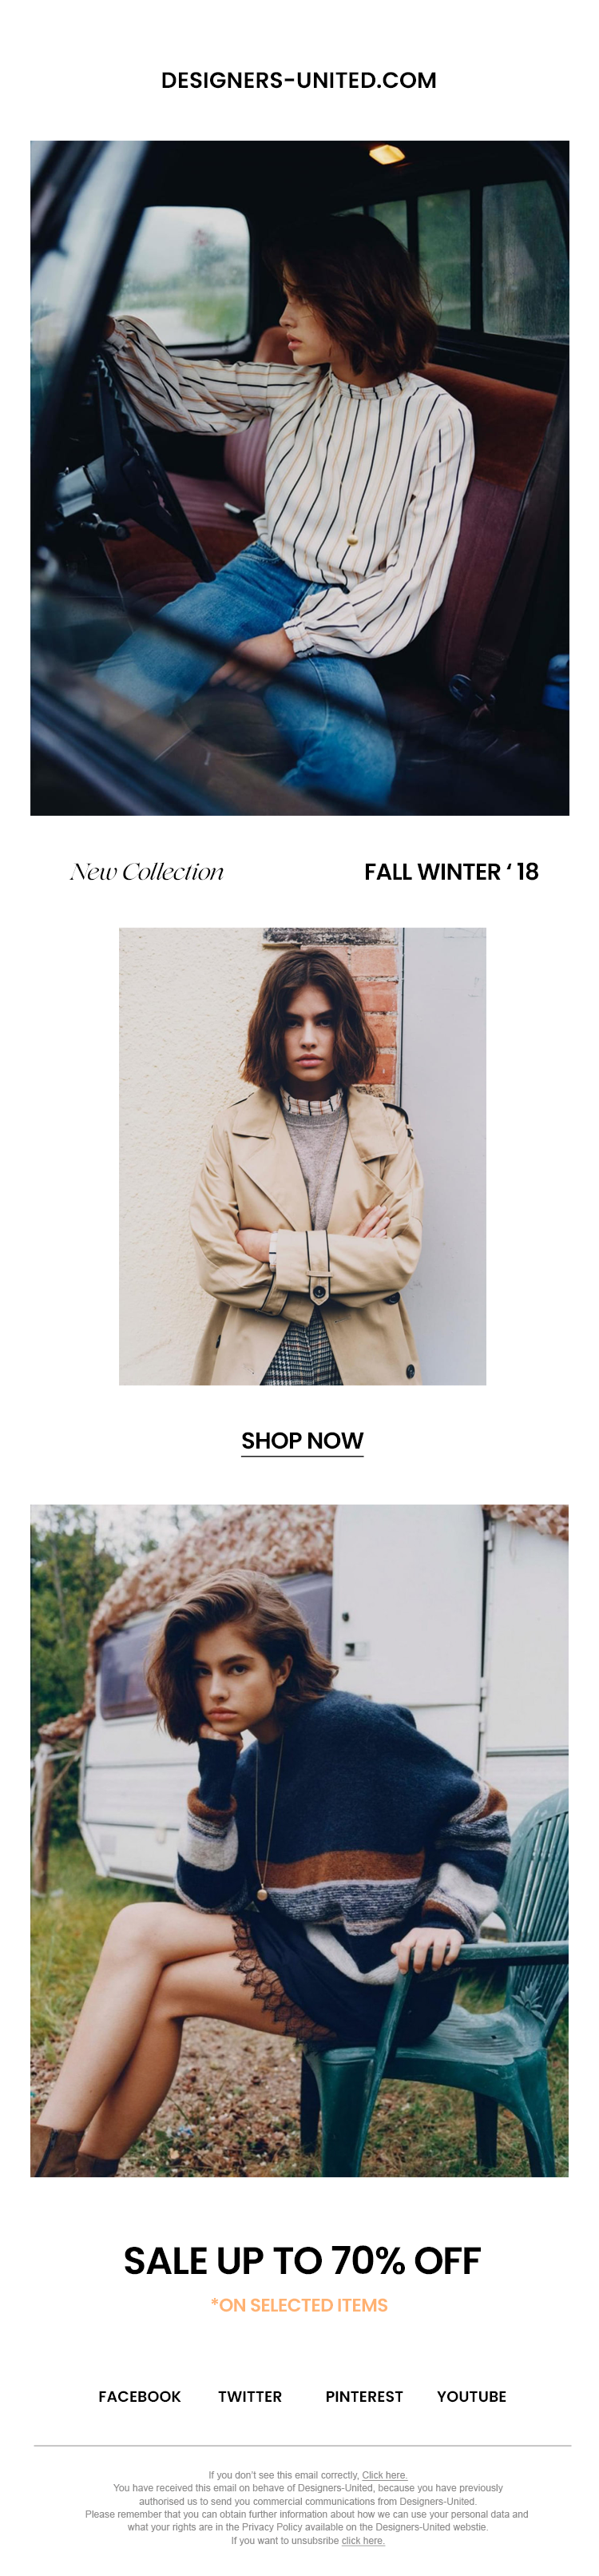 DESIGNERS-UNITED.COM
New Collection
FALL WINTER ‘ 18
SHOP NOW
SALE UP TO 70% OFF
*ON SELECTED ITEMS
FACEBOOK TWITTER PINTEREST YOUTUBE
If you don’t see this email correctly, Click here.
You have received this email on behave of Designers-United, because you have previously
authorised us to send you commercial communications from Designers-United.
Please remember that you can obtain further information about how we can use your personal data and
what your rights are in the Privacy Policy available on the Designers-United webstie.
If you want to unsubsribe click here.